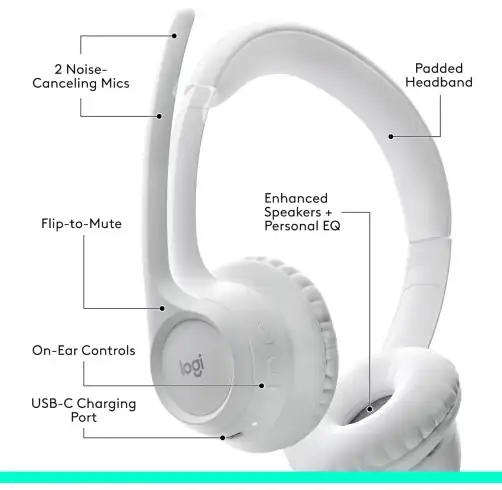 2 Noise-
Canceling Mics
Padded
Headband
Enhanced
Speakers +
Personal EQ
Flip-to-Mute
On-Ear Controls
logi
USB-C Charging
Port